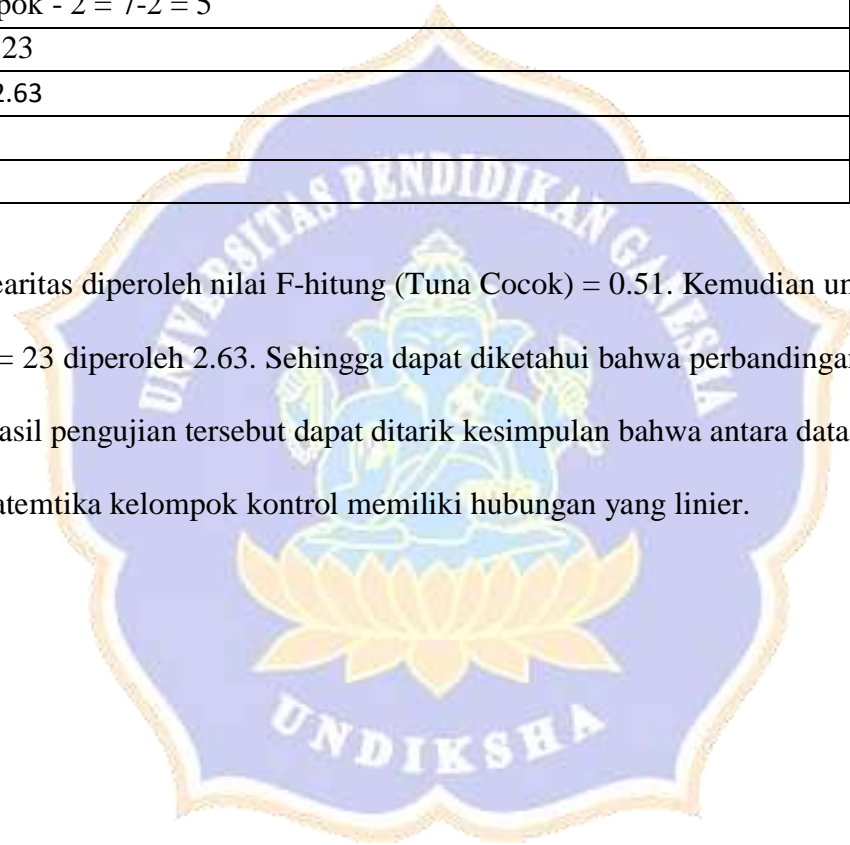 pok - 2 = 7-2 = 5
23
2.63
UNIVERSITAS PENDIDIKAN GANESHA
earitas diperoleh nilai F-hitung (Tuna Cocok) = 0.51. Kemudian un
= 23 diperoleh 2.63. Sehingga dapat diketahui bahwa perbandingan
asil pengujian tersebut dapat ditarik kesimpulan bahwa antara data
atemtika kelompok kontrol memiliki hubungan yang linier.
UNDIKSHA